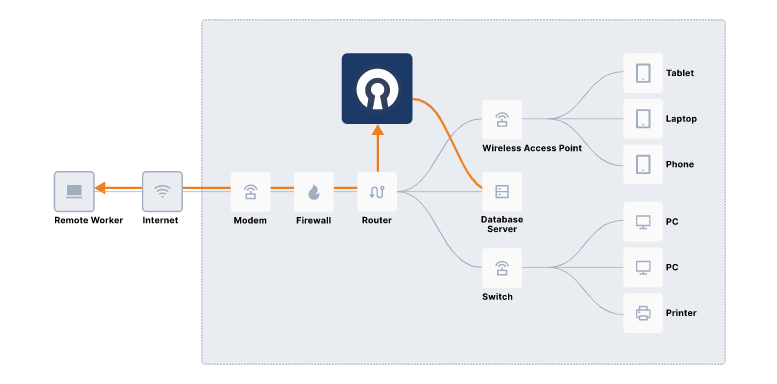 Tablet
Laptop
Wireless Access Point
Phone
Remote Worker
Internet
Modem
Firewall
Router
Database
Server
PC
PC
Switch
Printer